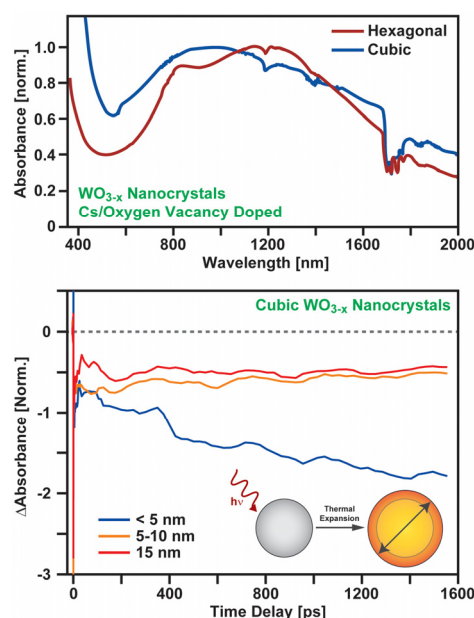 Hexagonal
Cubic
Absorbance [norm.]
1.0
0.8
0.6
0.4
0.2
0
WO3-x Nanocrystals
Cs/Oxygen Vacancy Doped
400 800 1200 1600 2000
Wavelength [nm]
Cubic WO3-x Nanocrystals
ΔAbsorbance [Norm.]
0
-1
-2
-3
hν
Thermal
Expansion
< 5 nm
5-10 nm
15 nm
0 400 800 1200 1600
Time Delay [ps]